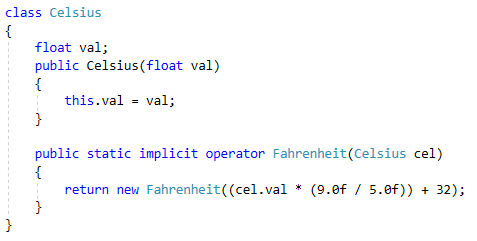 class Celsius
{
    float val;
    public Celsius(float val)
    {
        this.val = val;
    }

    public static implicit operator Fahrenheit(Celsius cel)
    {
        return new Fahrenheit((cel.val * (9.0f / 5.0f)) + 32);
    }
}